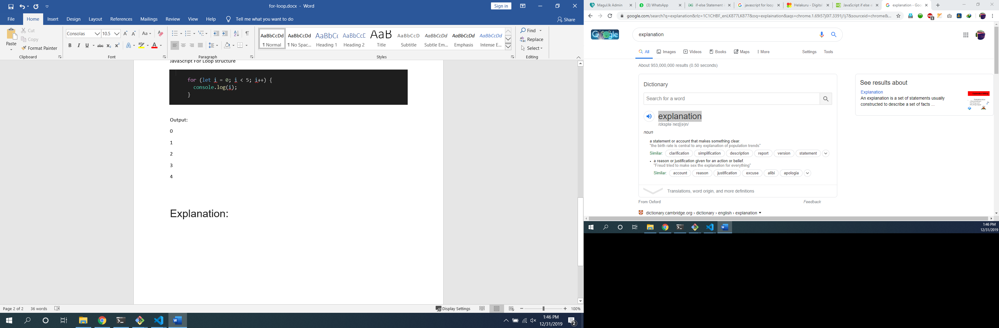 for-loop.docx - Word
Sign in
File Home Insert Design Layout References Mailings Review View Help Tell me what you want to do
Share
Paste
Cut
Copy
Format Painter
Clipboard
Consolas 10.5
Font
Paragraph
AaBbCcDd AaBbCcDd AaBbCc AaBbCcE AaB AaBbCcD AaBbCcDd AaBbCcDd AaBbCcDd
¶ Normal ¶ No Spac... Heading 1 Heading 2 Title Subtitle Subtle Em... Emphasis Intense E...
Styles
Find
Replace
Select
Editing
JavaScript For Loop structure
for (let i = 0; i < 5; i++) {
console.log(i);
}
Output:
0
1
2
3
4
Explanation:
Page 2 of 2 36 words
Display Settings
100%
1:46 PM
12/31/2019
2
Magul.lk Admin
(3) WhatsApp
if-else Statement i
javascript for loop
Helakuru - Digital
JavaScript if else e
explanation - Goo
google.com/search?q=explanation&rlz=1C1CHBF_enLK877LK877&oq=explaination&aqs=chrome.1.69i57j0l7.3391j1j7&sourceid=chrome&...
explanation
All Images Videos Books Maps More Settings Tools
About 953,000,000 results (0.50 seconds)
Dictionary
Search for a word
explanation
/ɛkspləˈneɪʃ(ə)n/
noun
a statement or account that makes something clear.
"the birth rate is central to any explanation of population trends"
Similar: clarification simplification description report version statement
a reason or justification given for an action or belief.
"Freud tried to make sex the explanation for everything"
Similar: account reason justification excuse alibi apologia
Translations, word origin, and more definitions
From Oxford
Feedback
dictionary.cambridge.org › dictionary › english › explanation
See results about
Explanation
An explanation is a set of statements usually
constructed to describe a set of facts ...
1:46 PM
12/31/2019